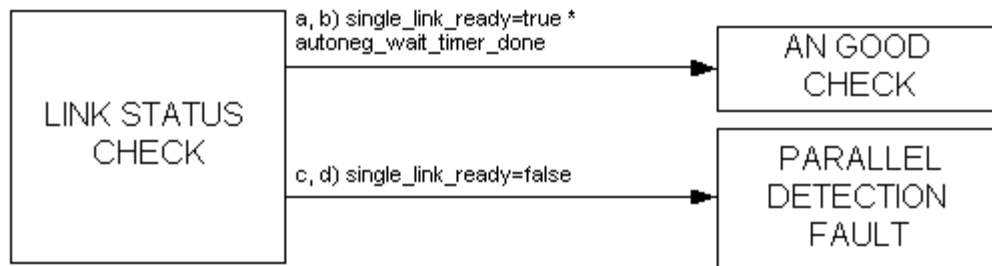 LINK STATUS
CHECK
a, b) single_link_ready=true *
autoneg_wait_timer_done
AN GOOD
CHECK
c, d) single_link_ready=false
PARALLEL
DETECTION
FAULT